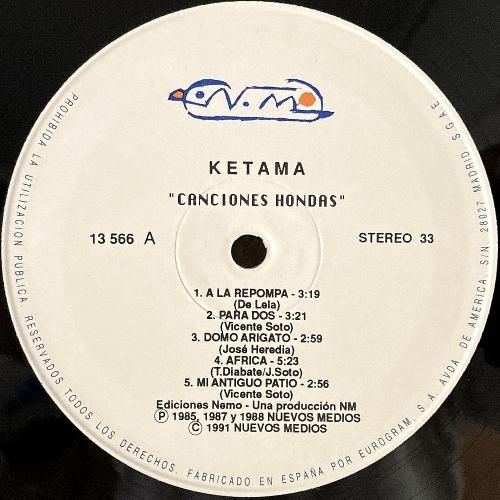 N.MO
KETAMA
"CANCIONES HONDAS"
13 566 A
STEREO 33
1. A LA REPOMPA - 3:19
(De Lela)
2. PARA DOS - 3:21
(Vicente Soto)
3. DOMO ARIGATO - 2:59
(José Heredia)
4. AFRICA - 5:23
(T.Diabate/J.Soto)
5. MI ANTIGUO PATIO - 2:56
(Vicente Soto)
Ediciones Nemo - Una producción NM
Ⓟ 1985, 1987 y 1988 NUEVOS MEDIOS
Ⓒ 1991 NUEVOS MEDIOS
PROHIBIDA LA UTILIZACION PUBLICA. RESERVADOS TODOS LOS DERECHOS. FABRICADO EN ESPAÑA POR EUROGRAM, S.A. AVDA. DE AMERICA, S/N. 28027 MADRID S.G.A.E.